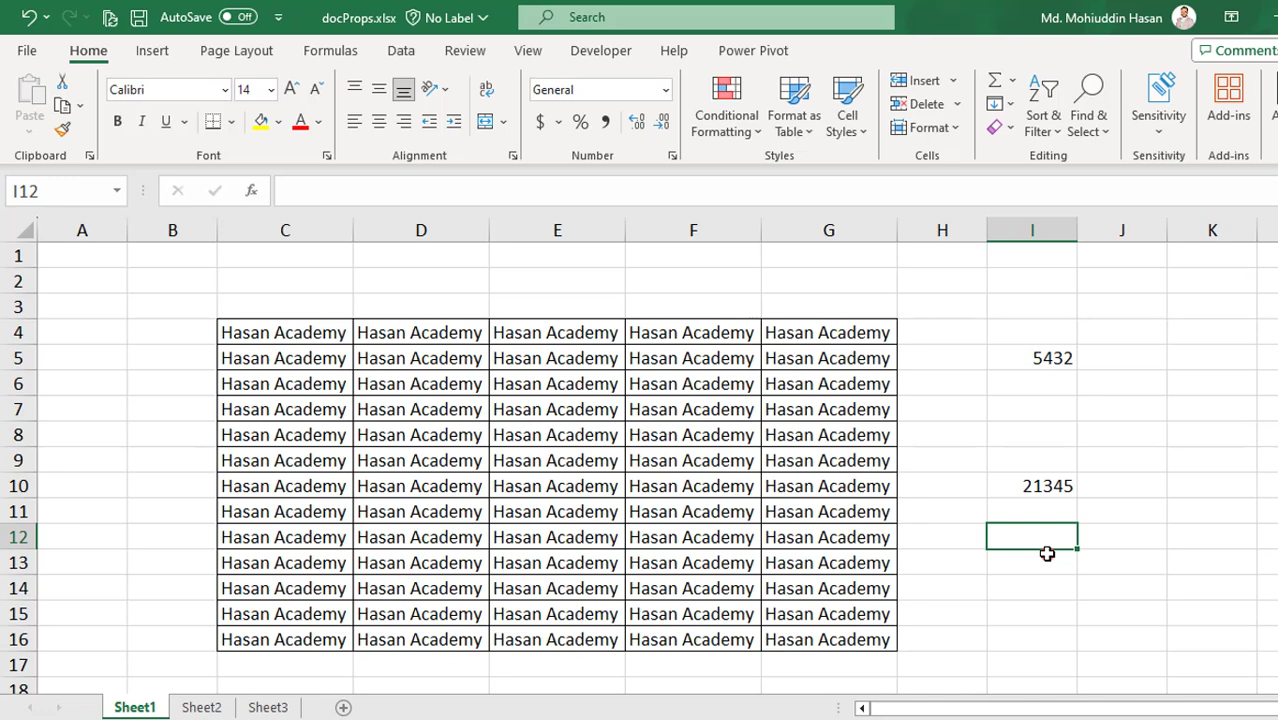 AutoSave Off docProps.xlsx No Label Search Md. Mohiuddin Hasan
File Home Insert Page Layout Formulas Data Review View Developer Help Power Pivot Comment
Paste Calibri 14 General Conditional Formatting Format as Table Cell Styles Insert Delete Format Sort & Filter Find & Select Sensitivity Add-ins
Clipboard Font Alignment Number Styles Cells Editing Sensitivity Add-ins
I12 fx
A B C D E F G H I J K
1
2
3
4 Hasan Academy Hasan Academy Hasan Academy Hasan Academy Hasan Academy
5 Hasan Academy Hasan Academy Hasan Academy Hasan Academy Hasan Academy 5432
6 Hasan Academy Hasan Academy Hasan Academy Hasan Academy Hasan Academy
7 Hasan Academy Hasan Academy Hasan Academy Hasan Academy Hasan Academy
8 Hasan Academy Hasan Academy Hasan Academy Hasan Academy Hasan Academy
9 Hasan Academy Hasan Academy Hasan Academy Hasan Academy Hasan Academy
10 Hasan Academy Hasan Academy Hasan Academy Hasan Academy Hasan Academy 21345
11 Hasan Academy Hasan Academy Hasan Academy Hasan Academy Hasan Academy
12 Hasan Academy Hasan Academy Hasan Academy Hasan Academy Hasan Academy
13 Hasan Academy Hasan Academy Hasan Academy Hasan Academy Hasan Academy
14 Hasan Academy Hasan Academy Hasan Academy Hasan Academy Hasan Academy
15 Hasan Academy Hasan Academy Hasan Academy Hasan Academy Hasan Academy
16 Hasan Academy Hasan Academy Hasan Academy Hasan Academy Hasan Academy
17
18
Sheet1 Sheet2 Sheet3